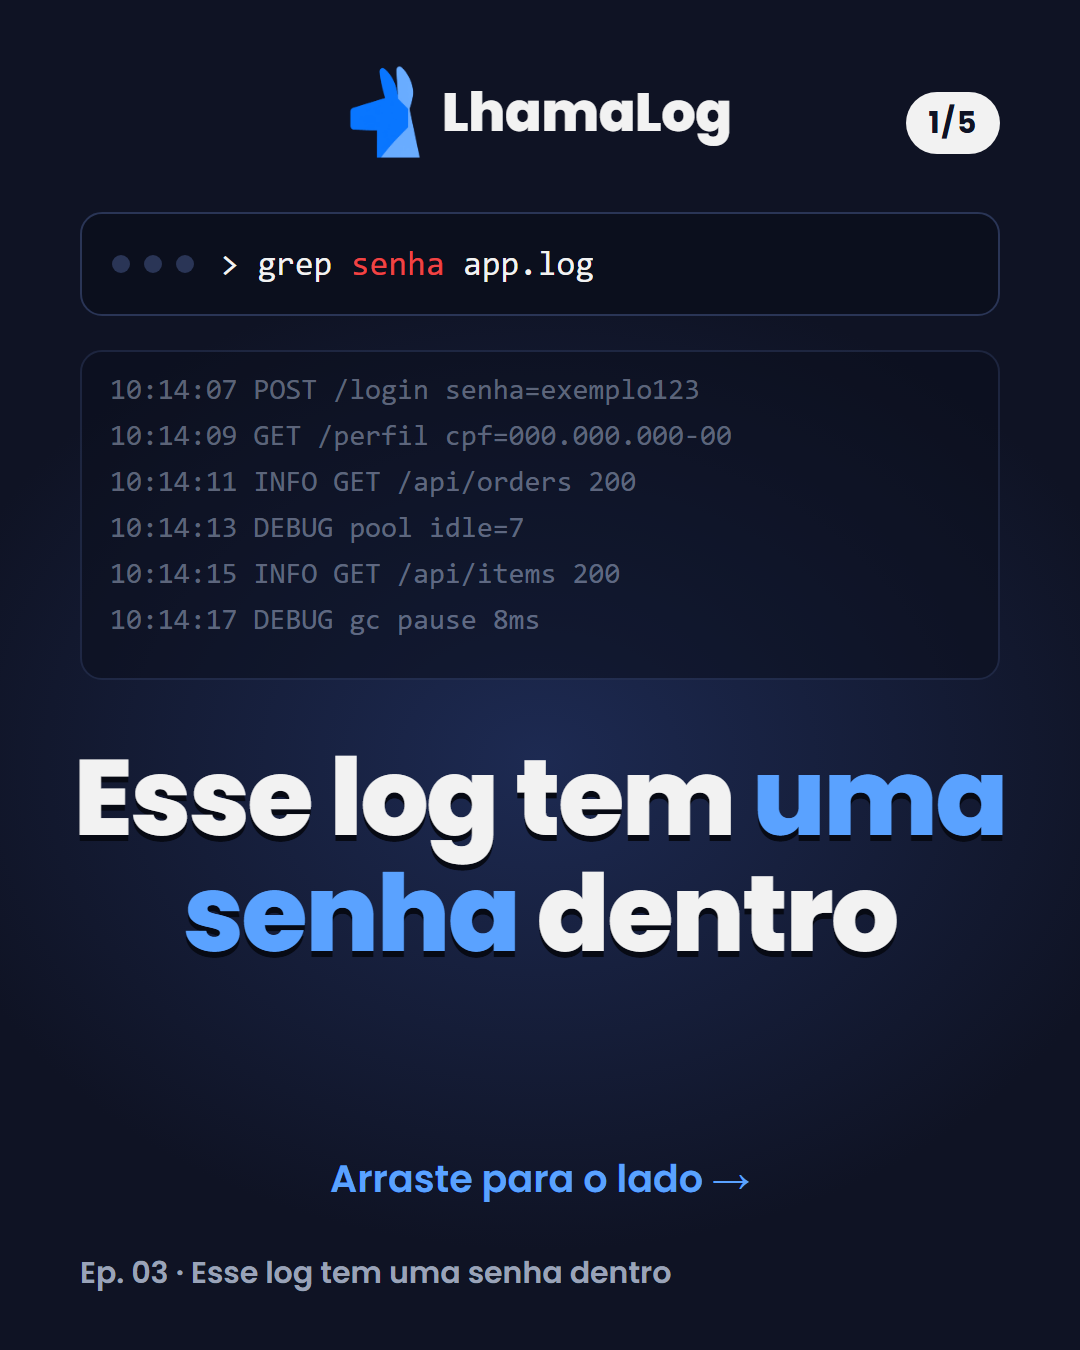 LhamaLog
1/5
> grep senha app.log
10:14:07 POST /login senha=exemplo123
10:14:09 GET /perfil cpf=000.000.000-00
10:14:11 INFO GET /api/orders 200
10:14:13 DEBUG pool idle=7
10:14:15 INFO GET /api/items 200
10:14:17 DEBUG gc pause 8ms
Esse log tem uma
senha dentro
Arraste para o lado →
Ep. 03 · Esse log tem uma senha dentro